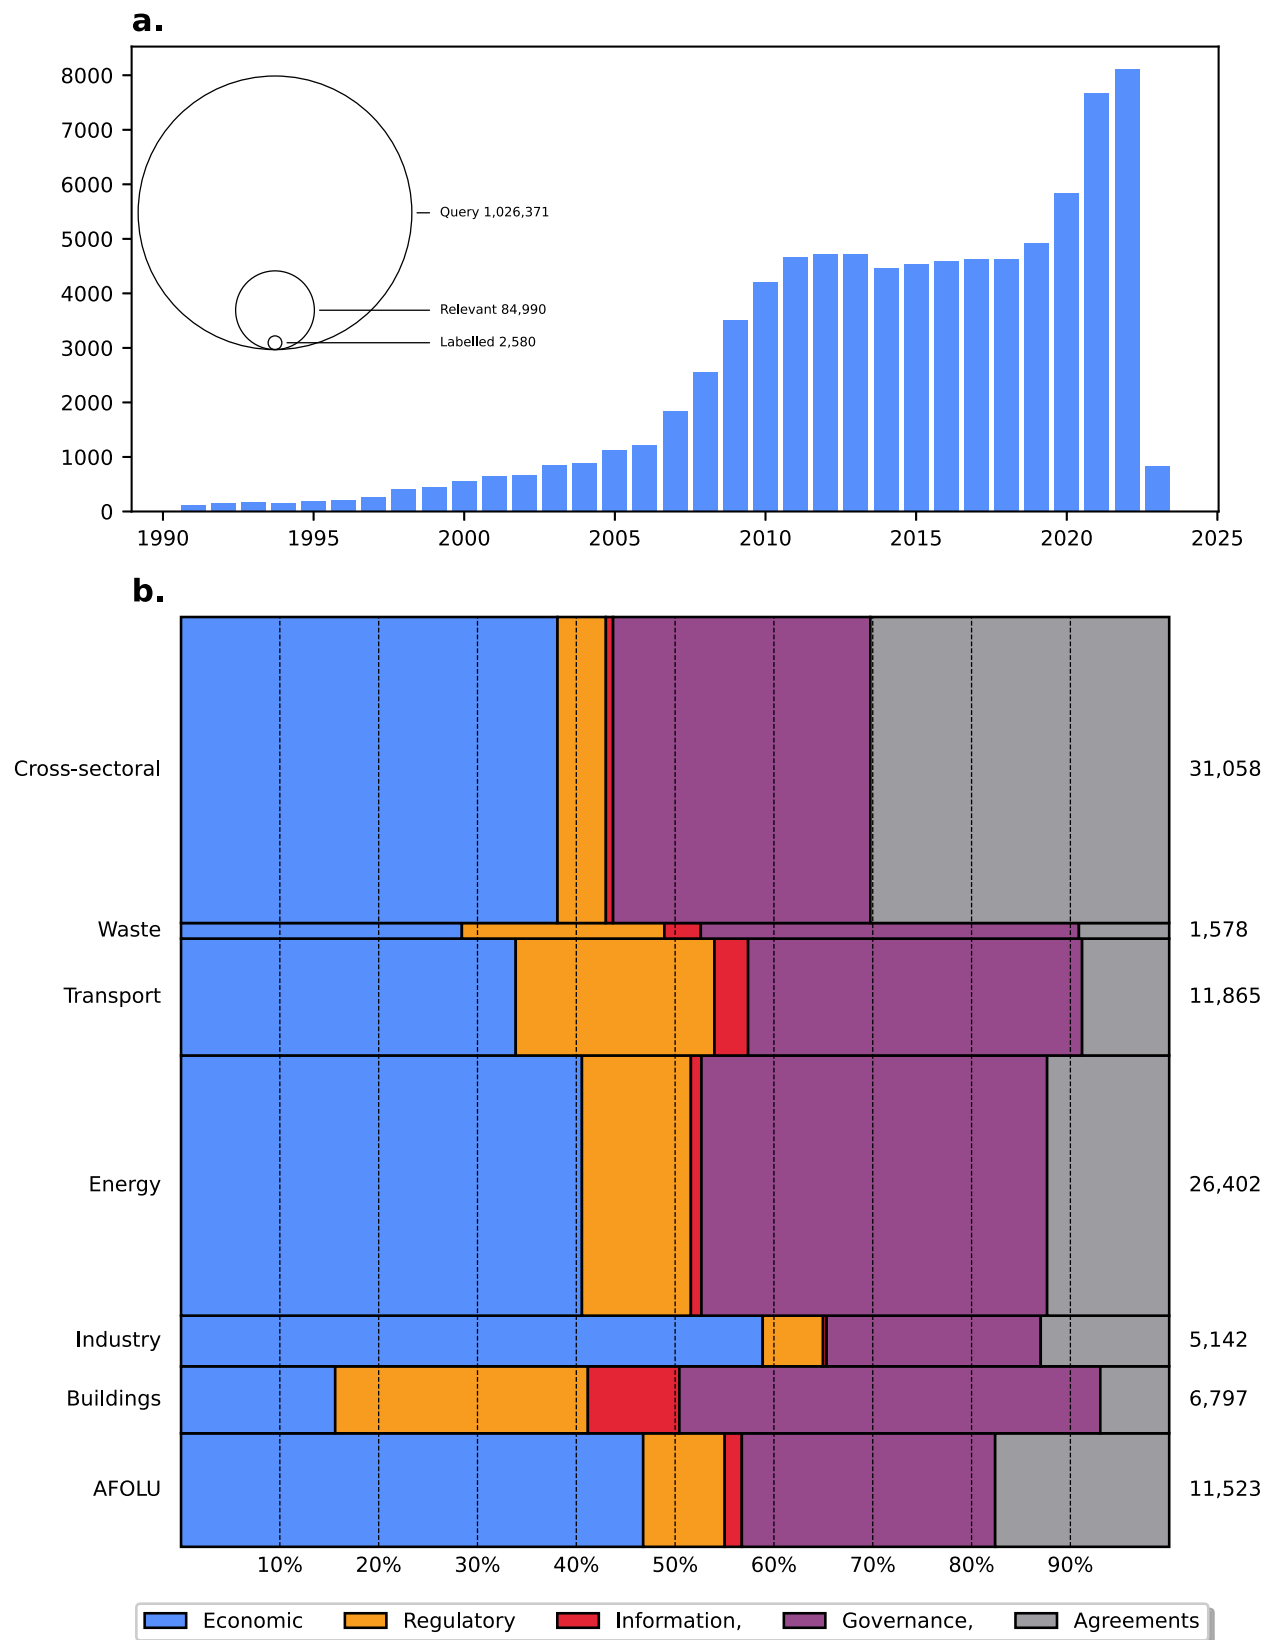 a.
8000
7000
6000
5000
4000
3000
2000
1000
0
Query 1,026,371
Relevant 84,990
Labelled 2,580
1990 1995 2000 2005 2010 2015 2020 2025
b.
Cross-sectoral 31,058
Waste 1,578
Transport 11,865
Energy 26,402
Industry 5,142
Buildings 6,797
AFOLU 11,523
10% 20% 30% 40% 50% 60% 70% 80% 90%
Economic Regulatory Information, Governance, Agreements